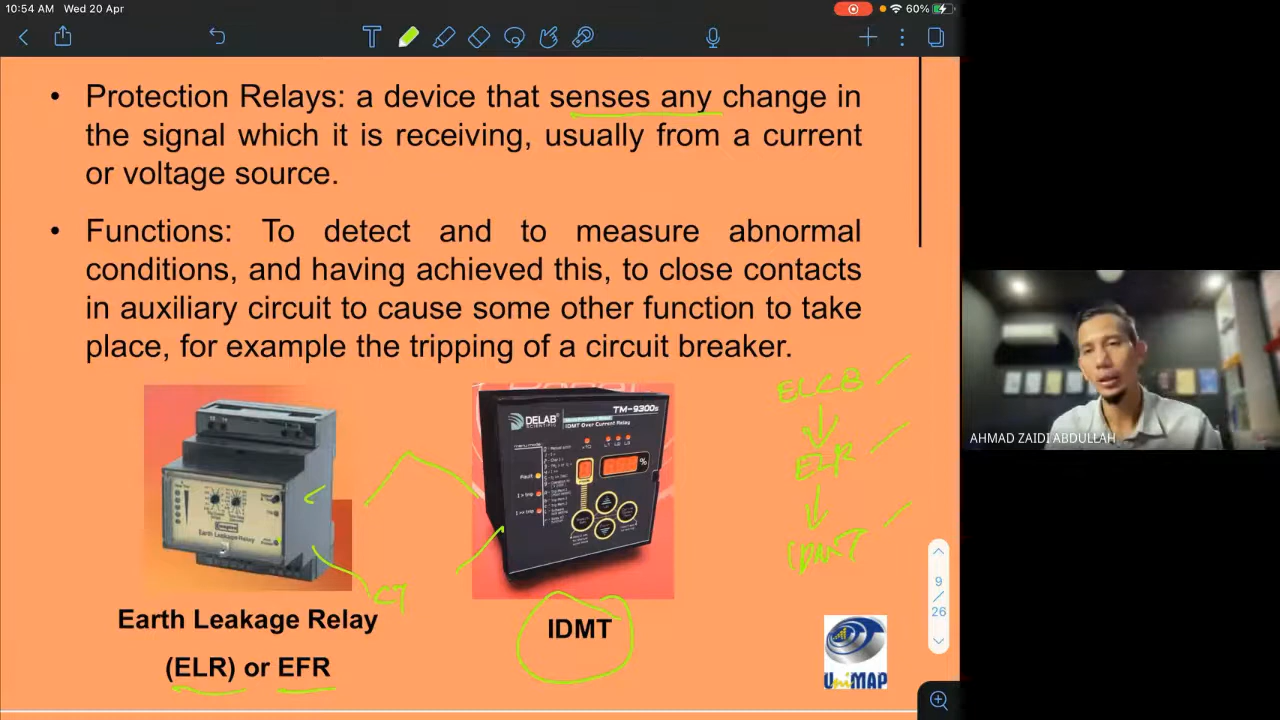 10:54 AM Wed 20 Apr
60%
• Protection Relays: a device that senses any change in
the signal which it is receiving, usually from a current
or voltage source.
• Functions: To detect and to measure abnormal
conditions, and having achieved this, to close contacts
in auxiliary circuit to cause some other function to take
place, for example the tripping of a circuit breaker.
ELCB
ELR
IDMT
CT
Earth Leakage Relay
DELAB
SCIENTIFIC
TM-9300s
IDMT Over Current Relay
%
Earth Leakage Relay
(ELR) or EFR
IDMT
UniMAP
9
/
26
AHMAD ZAIDI ABDULLAH